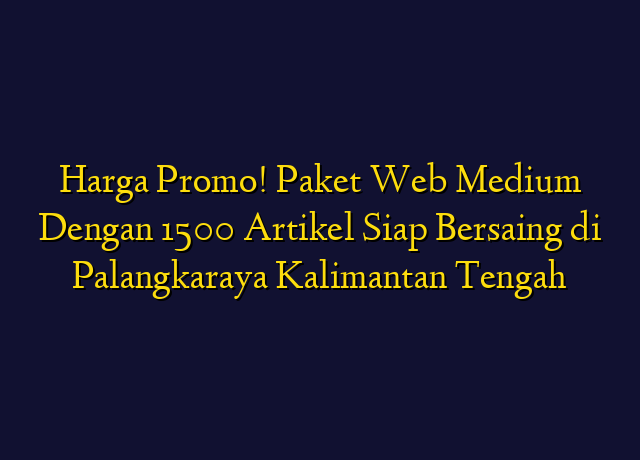 Harga Promo! Paket Web Medium
Dengan 1500 Artikel Siap Bersaing di
Palangkaraya Kalimantan Tengah